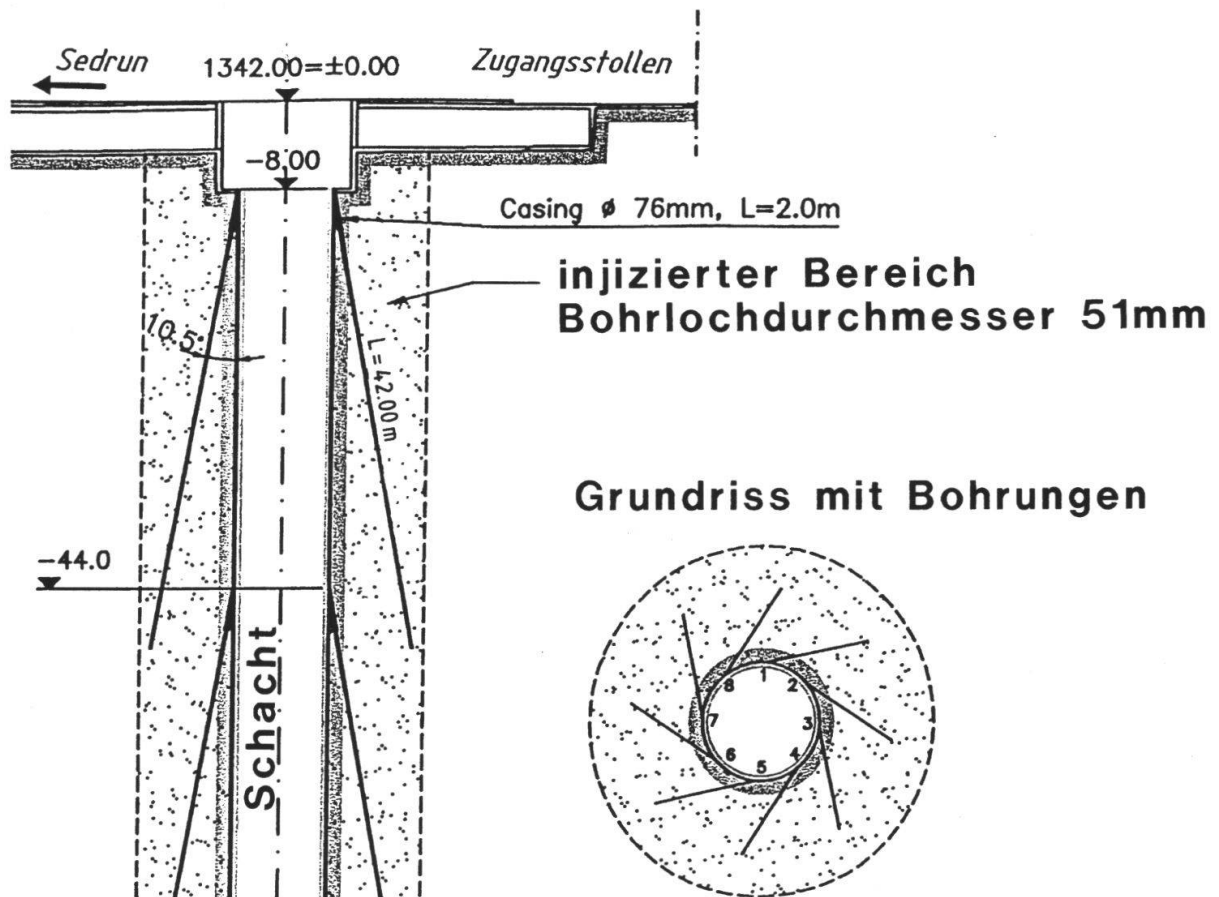 Sedrun
1342.00=±0.00
Zugangsstollen
-8.00
Casing ø 76mm, L=2.0m
injizierter Bereich
Bohrlochdurchmesser 51mm
10.5°
L=42.00m
Grundriss mit Bohrungen
-44.0
Schacht
1
2
3
4
5
6
7
8